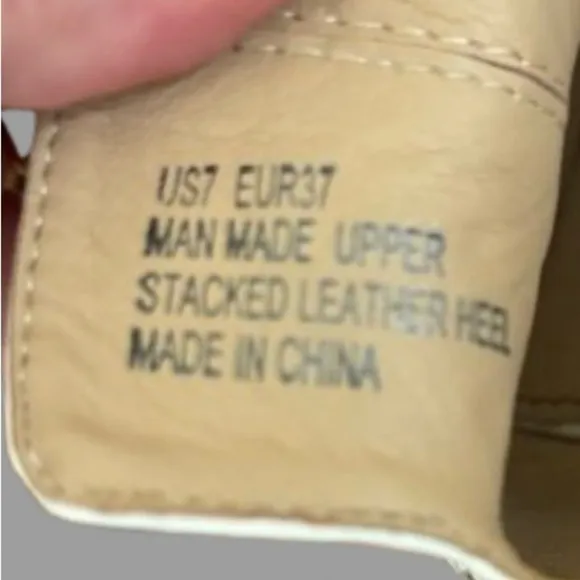 US7 EUR37
MAN MADE UPPER
STACKED LEATHER HEEL
MADE IN CHINA